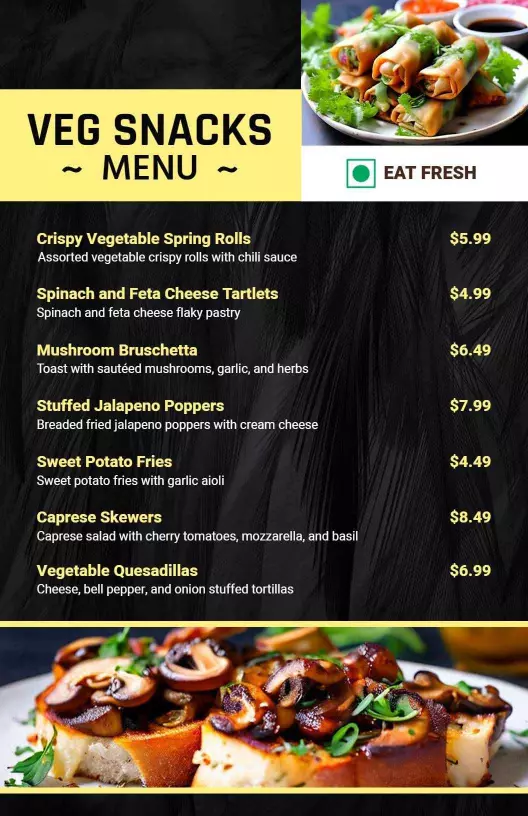 VEG SNACKS
~ MENU ~
EAT FRESH
Crispy Vegetable Spring Rolls $5.99
Assorted vegetable crispy rolls with chili sauce
Spinach and Feta Cheese Tartlets $4.99
Spinach and feta cheese flaky pastry
Mushroom Bruschetta $6.49
Toast with sautéed mushrooms, garlic, and herbs
Stuffed Jalapeno Poppers $7.99
Breaded fried jalapeno poppers with cream cheese
Sweet Potato Fries $4.49
Sweet potato fries with garlic aioli
Caprese Skewers $8.49
Caprese salad with cherry tomatoes, mozzarella, and basil
Vegetable Quesadillas $6.99
Cheese, bell pepper, and onion stuffed tortillas